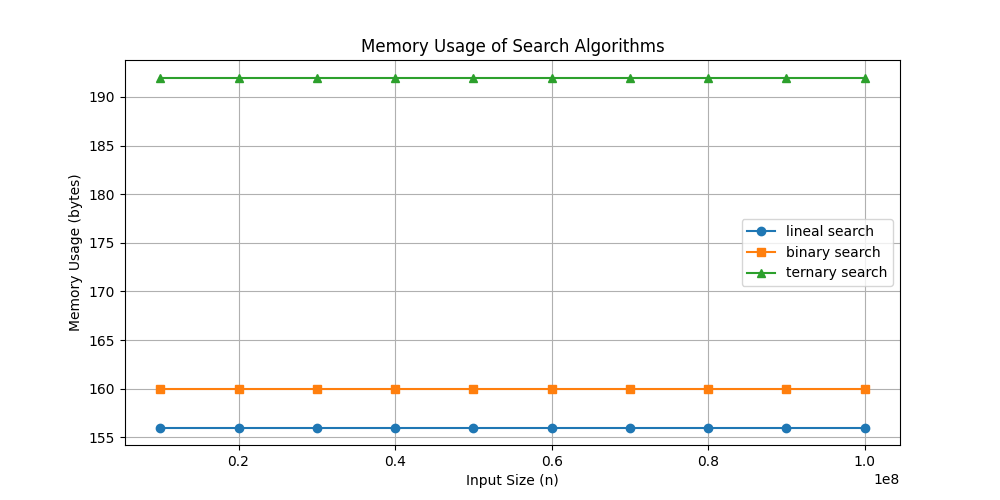 Memory Usage of Search Algorithms
Memory Usage (bytes)
190
185
180
175
170
165
160
155
lineal search
binary search
ternary search
0.2
0.4
0.6
0.8
1.0
1e8
Input Size (n)